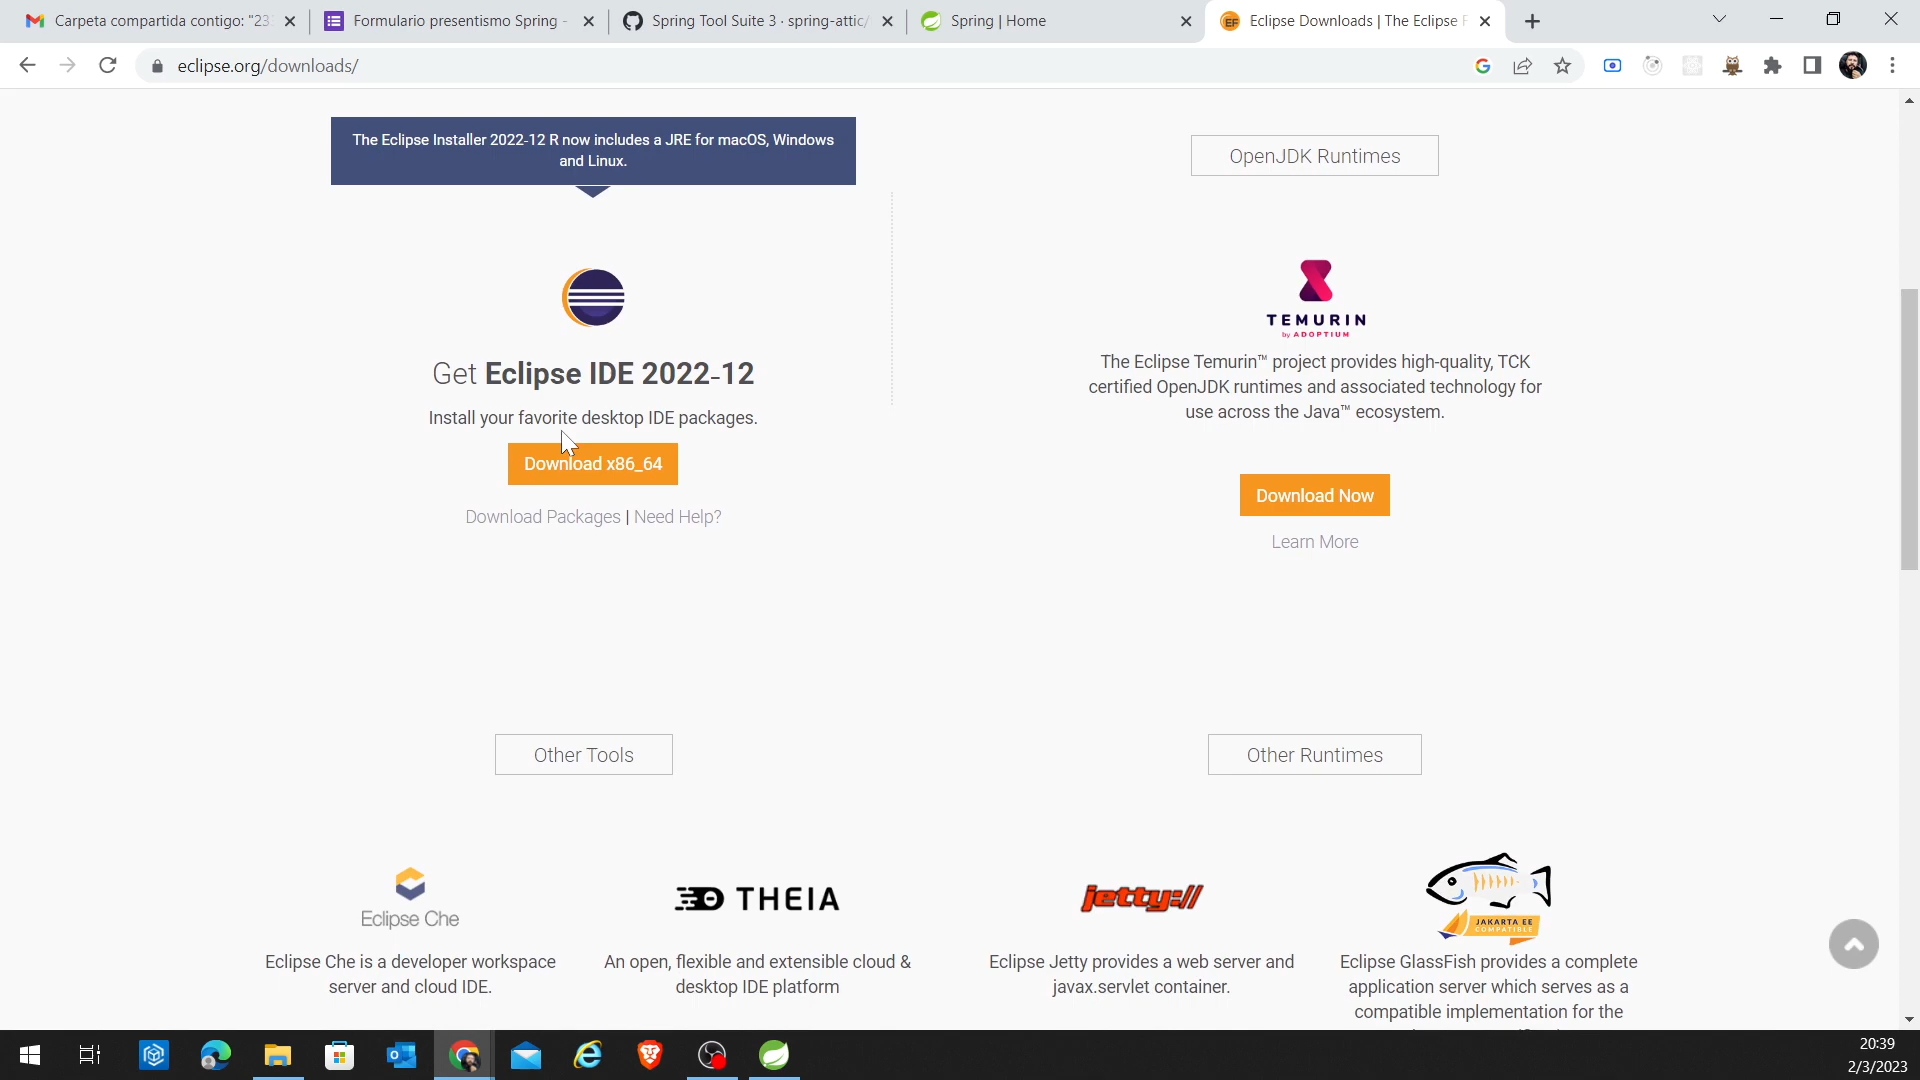 Carpeta compartida contigo: "23
Formulario presentismo Spring -
Spring Tool Suite 3 · spring-attic/
Spring | Home
Eclipse Downloads | The Eclipse F
eclipse.org/downloads/
The Eclipse Installer 2022-12 R now includes a JRE for macOS, Windows
and Linux.
Get Eclipse IDE 2022-12
Install your favorite desktop IDE packages.
Download x86_64
Download Packages | Need Help?
OpenJDK Runtimes
TEMURIN
by ADOPTIUM
The Eclipse Temurin™ project provides high-quality, TCK
certified OpenJDK runtimes and associated technology for
use across the Java™ ecosystem.
Download Now
Learn More
Other Tools
Other Runtimes
Eclipse Che
Eclipse Che is a developer workspace
server and cloud IDE.
THEIA
An open, flexible and extensible cloud &
desktop IDE platform
jetty://
Eclipse Jetty provides a web server and
javax.servlet container.
JAKARTA EE
COMPATIBLE
Eclipse GlassFish provides a complete
application server which serves as a
compatible implementation for the
20:39
2/3/2023